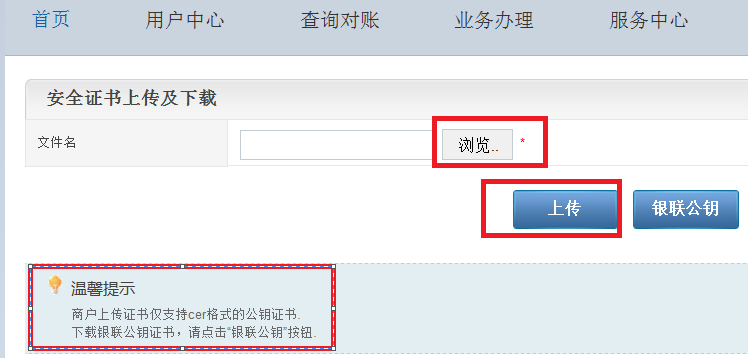 首页 用户中心 查询对账 业务办理 服务中心
安全证书上传及下载
文件名 浏览.. *
上传 银联公钥
温馨提示
商户上传证书仅支持cer格式的公钥证书.
下载银联公钥证书，请点击“银联公钥”按钮.